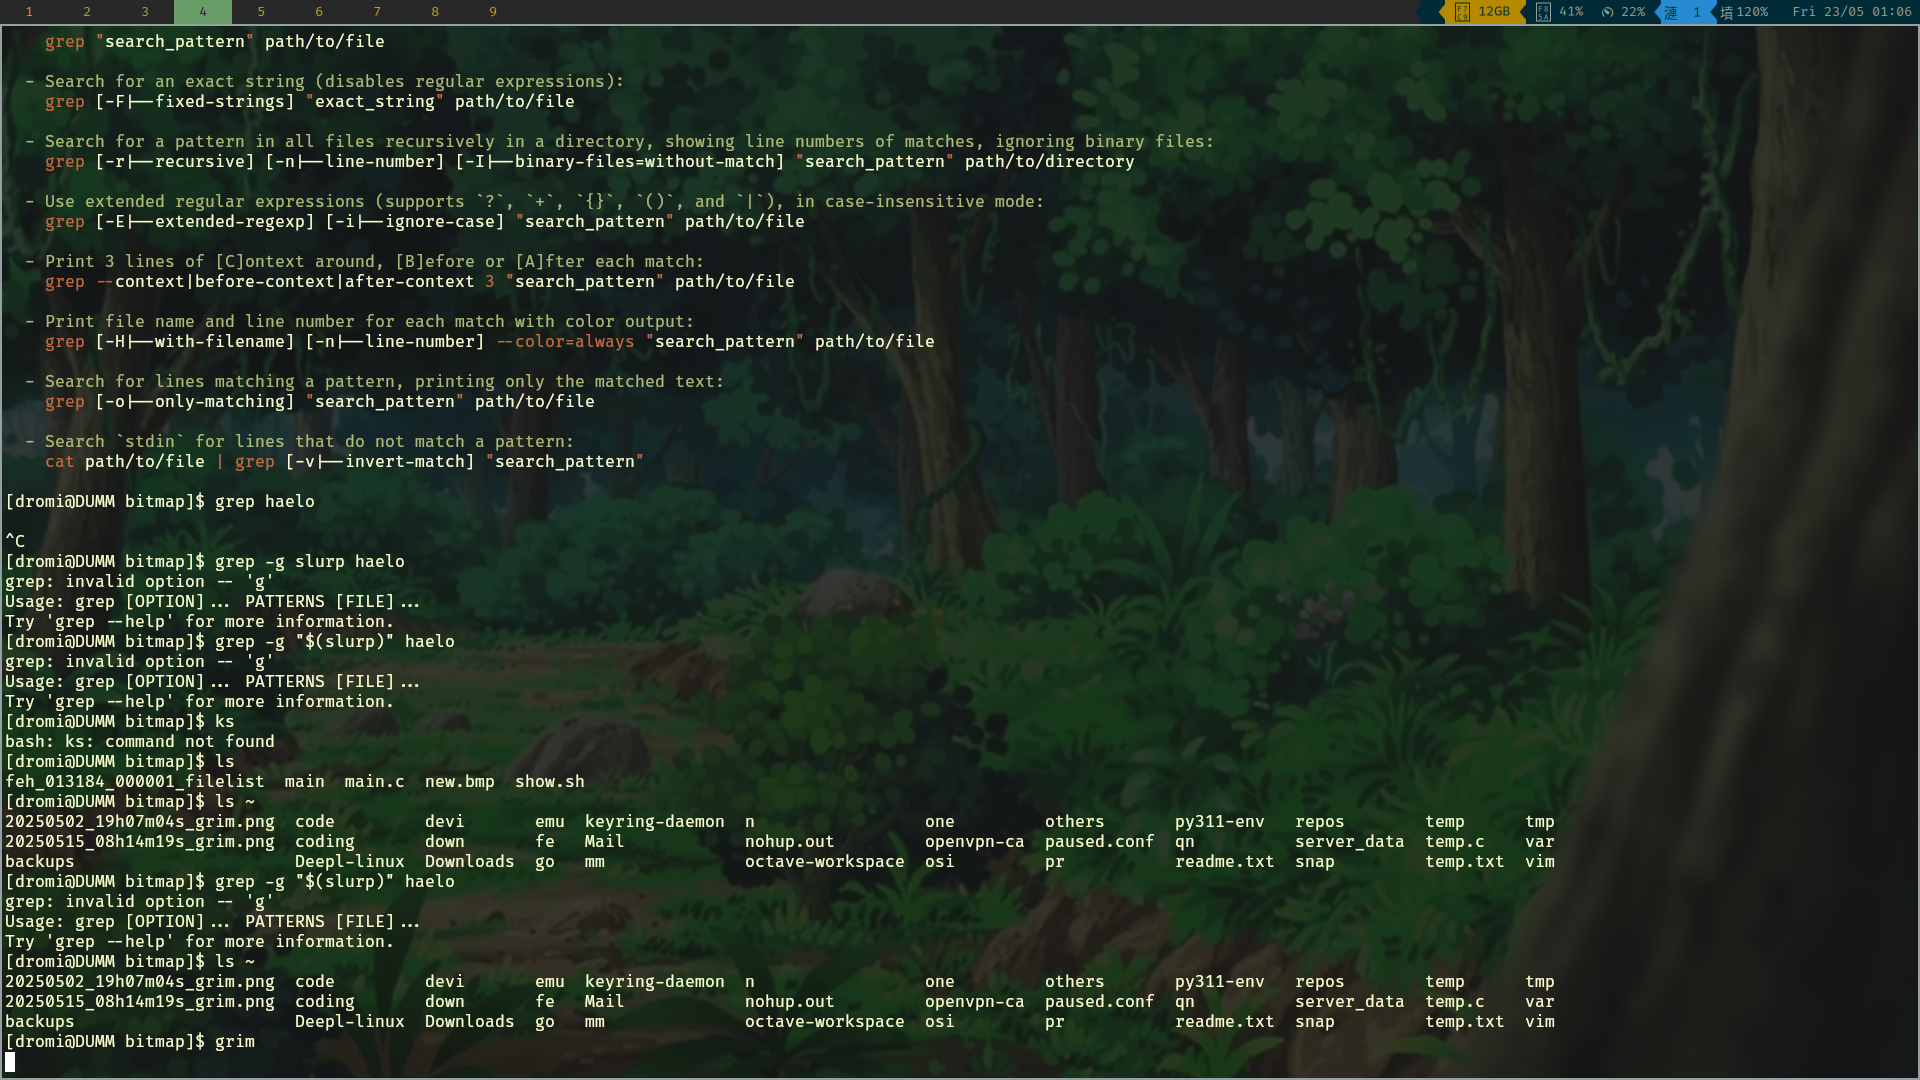 1 2 3 4 5 6 7 8 9 12GB 41% 22% 漣 1 墳 120% Fri 23/05 01:06
grep "search_pattern" path/to/file
- Search for an exact string (disables regular expressions):
grep [-F|--fixed-strings] "exact_string" path/to/file
- Search for a pattern in all files recursively in a directory, showing line numbers of matches, ignoring binary files:
grep [-r|--recursive] [-n|--line-number] [-I|--binary-files=without-match] "search_pattern" path/to/directory
- Use extended regular expressions (supports `?`, `+`, `{}`, `()`, and `|`), in case-insensitive mode:
grep [-E|--extended-regexp] [-i|--ignore-case] "search_pattern" path/to/file
- Print 3 lines of [C]ontext around, [B]efore or [A]fter each match:
grep --context|before-context|after-context 3 "search_pattern" path/to/file
- Print file name and line number for each match with color output:
grep [-H|--with-filename] [-n|--line-number] --color=always "search_pattern" path/to/file
- Search for lines matching a pattern, printing only the matched text:
grep [-o|--only-matching] "search_pattern" path/to/file
- Search `stdin` for lines that do not match a pattern:
cat path/to/file | grep [-v|--invert-match] "search_pattern"
[dromi@DUMM bitmap]$ grep haelo
^C
[dromi@DUMM bitmap]$ grep -g slurp haelo
grep: invalid option -- 'g'
Usage: grep [OPTION]... PATTERNS [FILE]...
Try 'grep --help' for more information.
[dromi@DUMM bitmap]$ grep -g "$(slurp)" haelo
grep: invalid option -- 'g'
Usage: grep [OPTION]... PATTERNS [FILE]...
Try 'grep --help' for more information.
[dromi@DUMM bitmap]$ ks
bash: ks: command not found
[dromi@DUMM bitmap]$ ls
feh_013184_000001_filelist main main.c new.bmp show.sh
[dromi@DUMM bitmap]$ ls ~
20250502_19h07m04s_grim.png code devi emu keyring-daemon n one others py311-env repos temp tmp
20250515_08h14m19s_grim.png coding down fe Mail nohup.out openvpn-ca paused.conf qn server_data temp.c var
backups Deepl-linux Downloads go mm octave-workspace osi pr readme.txt snap temp.txt vim
[dromi@DUMM bitmap]$ grep -g "$(slurp)" haelo
grep: invalid option -- 'g'
Usage: grep [OPTION]... PATTERNS [FILE]...
Try 'grep --help' for more information.
[dromi@DUMM bitmap]$ ls ~
20250502_19h07m04s_grim.png code devi emu keyring-daemon n one others py311-env repos temp tmp
20250515_08h14m19s_grim.png coding down fe Mail nohup.out openvpn-ca paused.conf qn server_data temp.c var
backups Deepl-linux Downloads go mm octave-workspace osi pr readme.txt snap temp.txt vim
[dromi@DUMM bitmap]$ grim